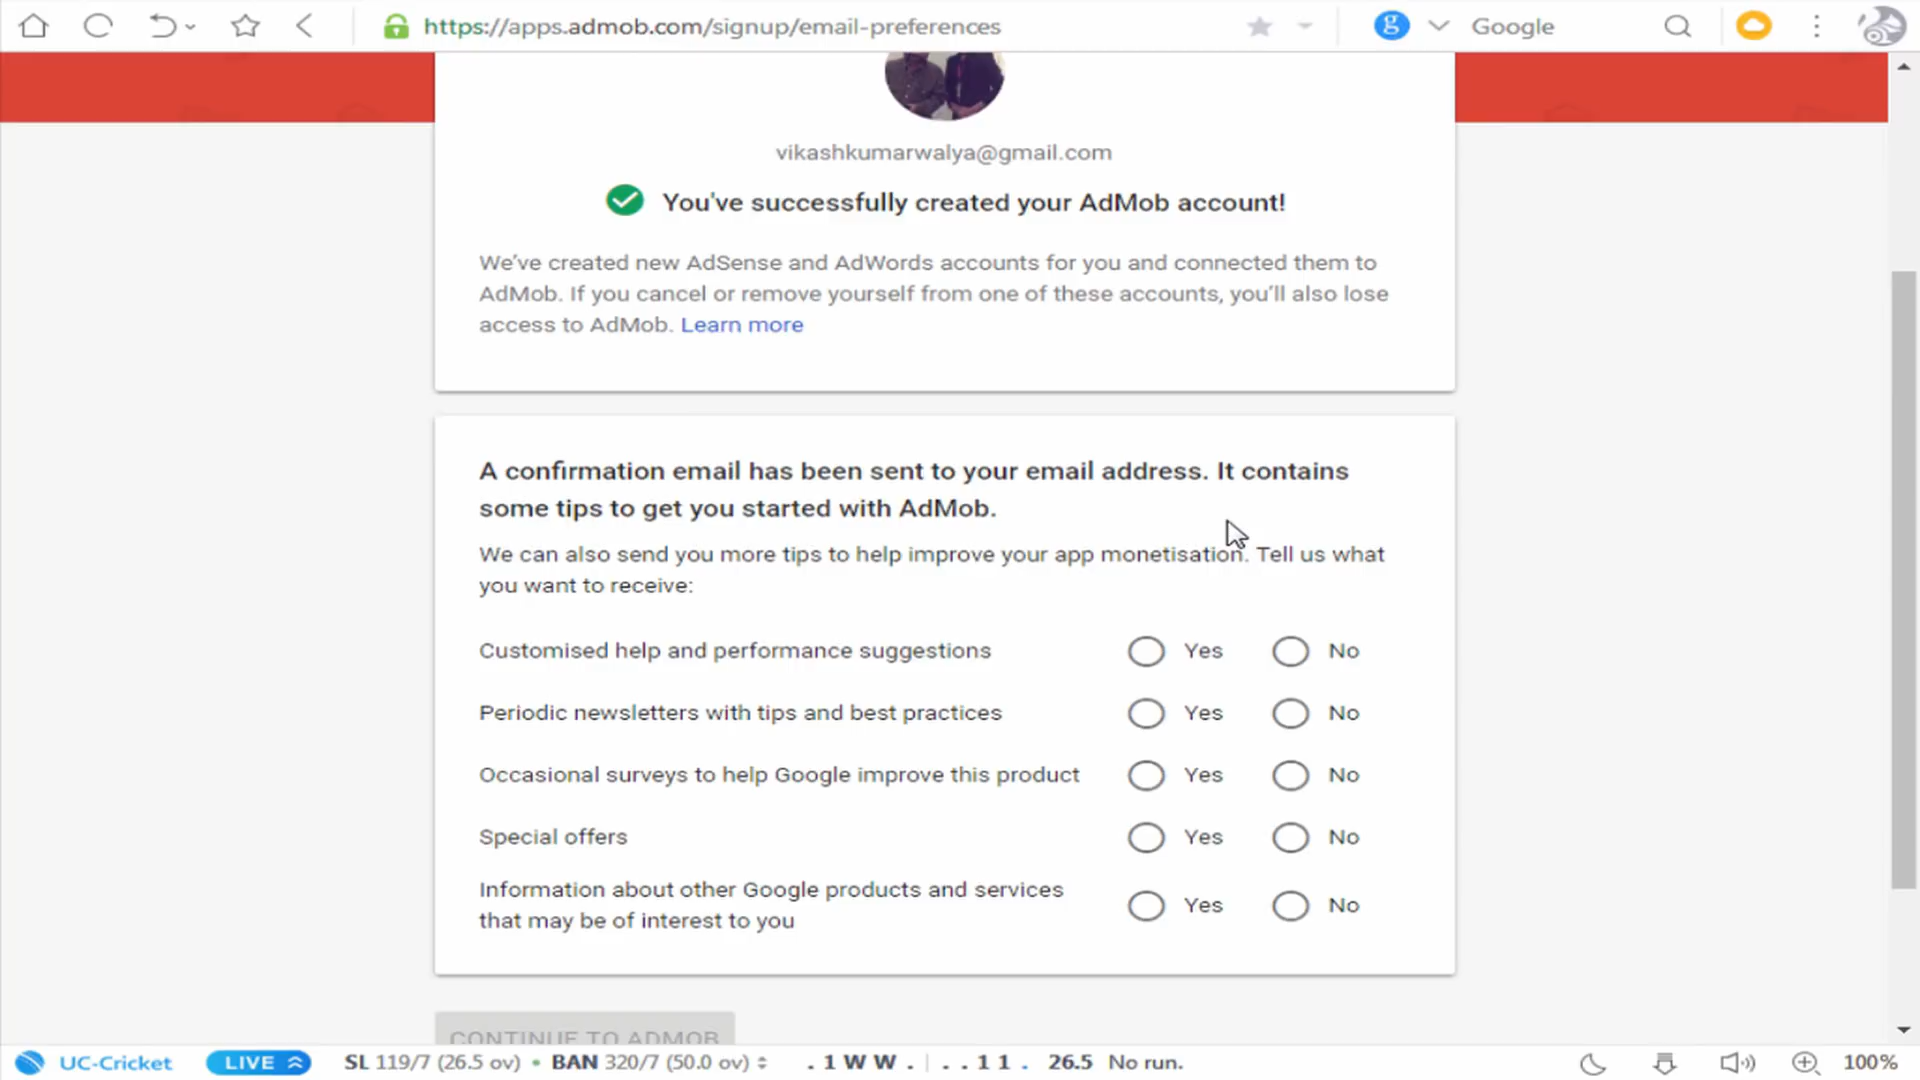 https://apps.admob.com/signup/email-preferences
Google
vikashkumarwalya@gmail.com
You've successfully created your AdMob account!
We've created new AdSense and AdWords accounts for you and connected them to
AdMob. If you cancel or remove yourself from one of these accounts, you'll also lose
access to AdMob. Learn more
A confirmation email has been sent to your email address. It contains
some tips to get you started with AdMob.
We can also send you more tips to help improve your app monetisation. Tell us what
you want to receive:
Customised help and performance suggestions Yes No
Periodic newsletters with tips and best practices Yes No
Occasional surveys to help Google improve this product Yes No
Special offers Yes No
Information about other Google products and services
that may be of interest to you Yes No
CONTINUE TO ADMOB
UC-Cricket LIVE SL 119/7 (26.5 ov) • BAN 320/7 (50.0 ov) . 1 W W . | . . 1 1 . 26.5 No run. 100%